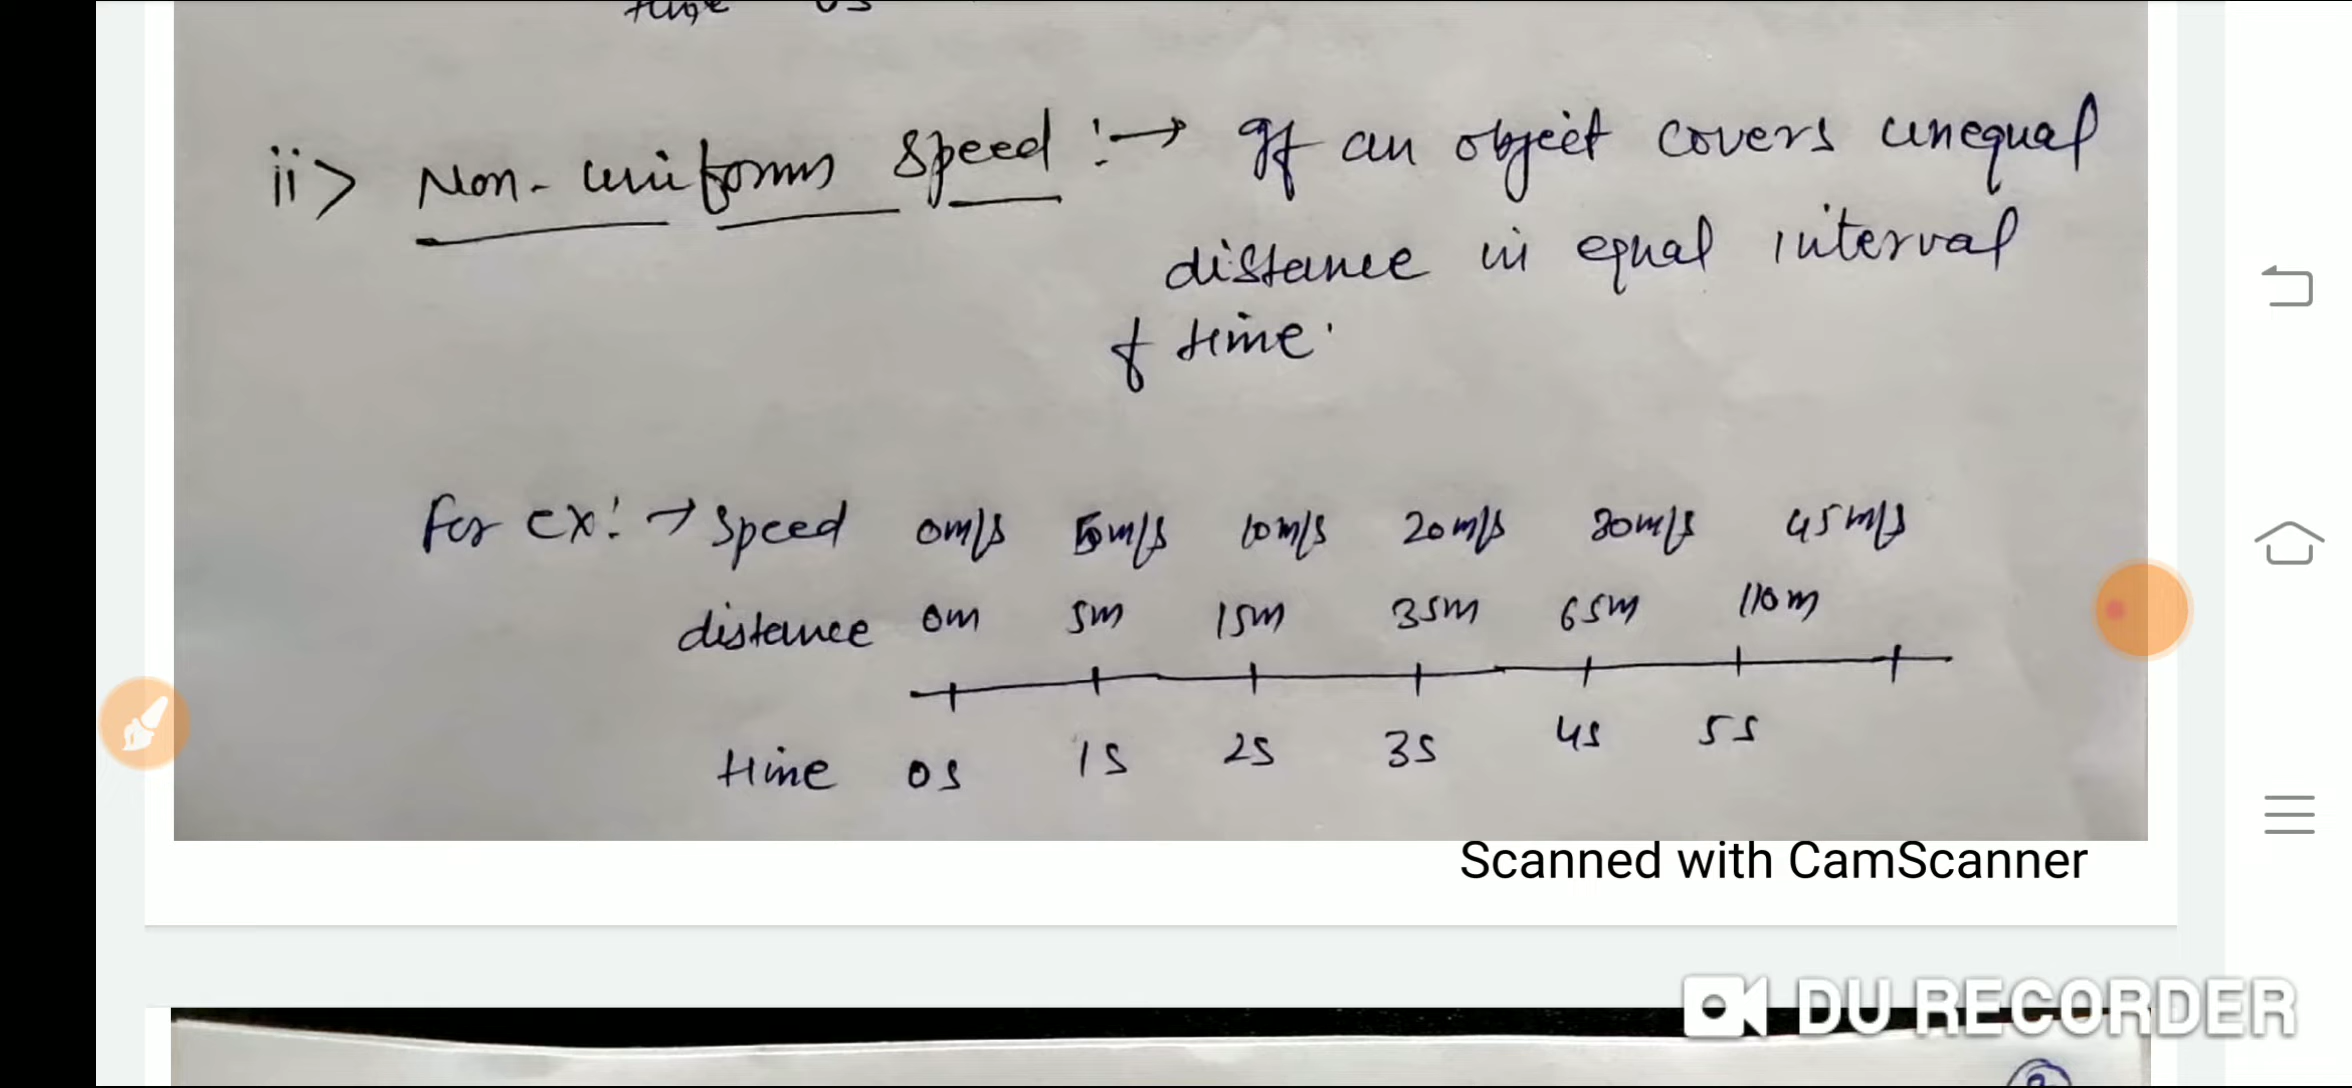 time 0s
ii> Non-uniform speed :→ If an object covers unequal
distance in equal interval
of time.
For ex: → Speed 0m/s 5m/s 10m/s 20m/s 30m/s 45m/s
distance 0m 5m 15m 35m 65m 110m
time 0s 1s 2s 3s 4s 5s
Scanned with CamScanner
DU RECORDER